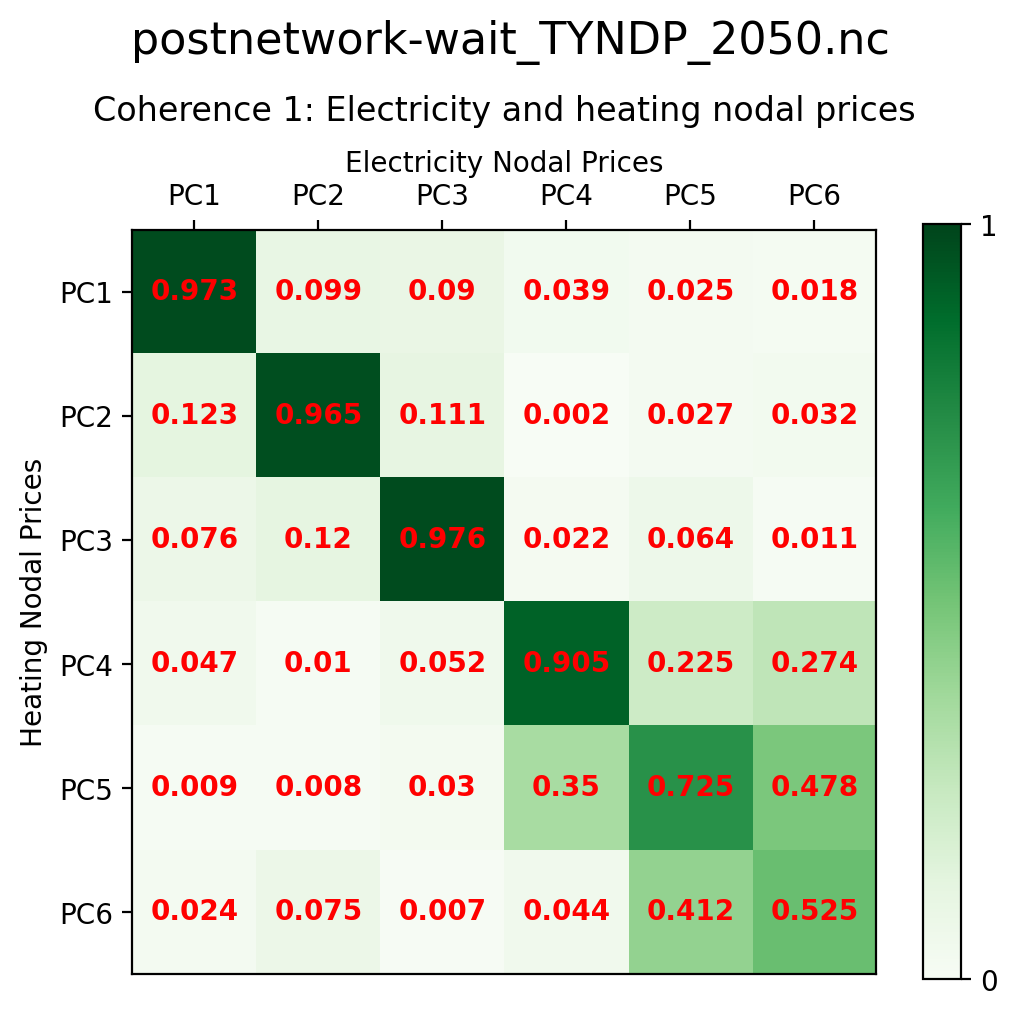 postnetwork-wait_TYNDP_2050.nc
Coherence 1: Electricity and heating nodal prices
Electricity Nodal Prices
PC1 PC2 PC3 PC4 PC5 PC6
1
PC1 0.973 0.099 0.09 0.039 0.025 0.018
PC2 0.123 0.965 0.111 0.002 0.027 0.032
PC3 0.076 0.12 0.976 0.022 0.064 0.011
PC4 0.047 0.01 0.052 0.905 0.225 0.274
PC5 0.009 0.008 0.03 0.35 0.725 0.478
PC6 0.024 0.075 0.007 0.044 0.412 0.525
0
Heating Nodal Prices